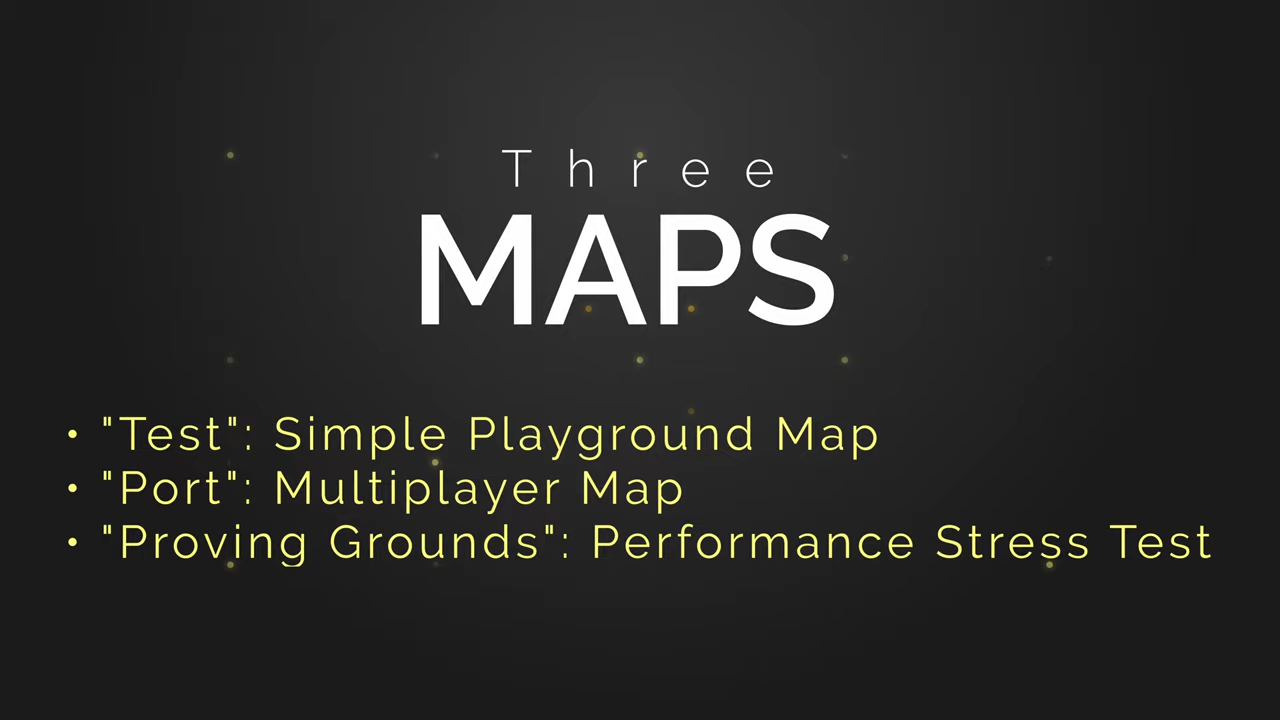 Three
MAPS
• "Test": Simple Playground Map
• "Port": Multiplayer Map
• "Proving Grounds": Performance Stress Test